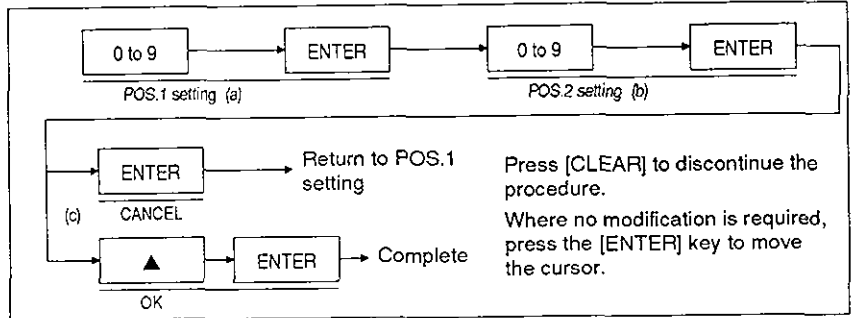 0 to 9 ENTER 0 to 9 ENTER
POS.1 setting (a) POS.2 setting (b)
ENTER Return to POS.1
setting
(c) CANCEL
▲ ENTER Complete
OK
Press [CLEAR] to discontinue the
procedure.
Where no modification is required,
press the [ENTER] key to move
the cursor.